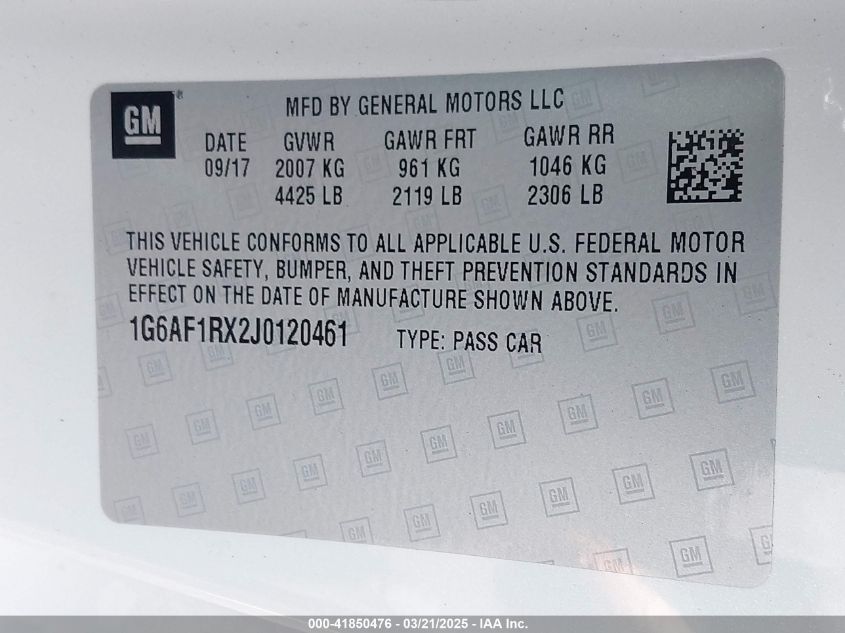 GM
MFD BY GENERAL MOTORS LLC
DATE GVWR GAWR FRT GAWR RR
09/17 2007 KG 961 KG 1046 KG
4425 LB 2119 LB 2306 LB
THIS VEHICLE CONFORMS TO ALL APPLICABLE U.S. FEDERAL MOTOR
VEHICLE SAFETY, BUMPER, AND THEFT PREVENTION STANDARDS IN
EFFECT ON THE DATE OF MANUFACTURE SHOWN ABOVE.
1G6AF1RX2J0120461 TYPE: PASS CAR
000-41850476 - 03/21/2025 - IAA Inc.